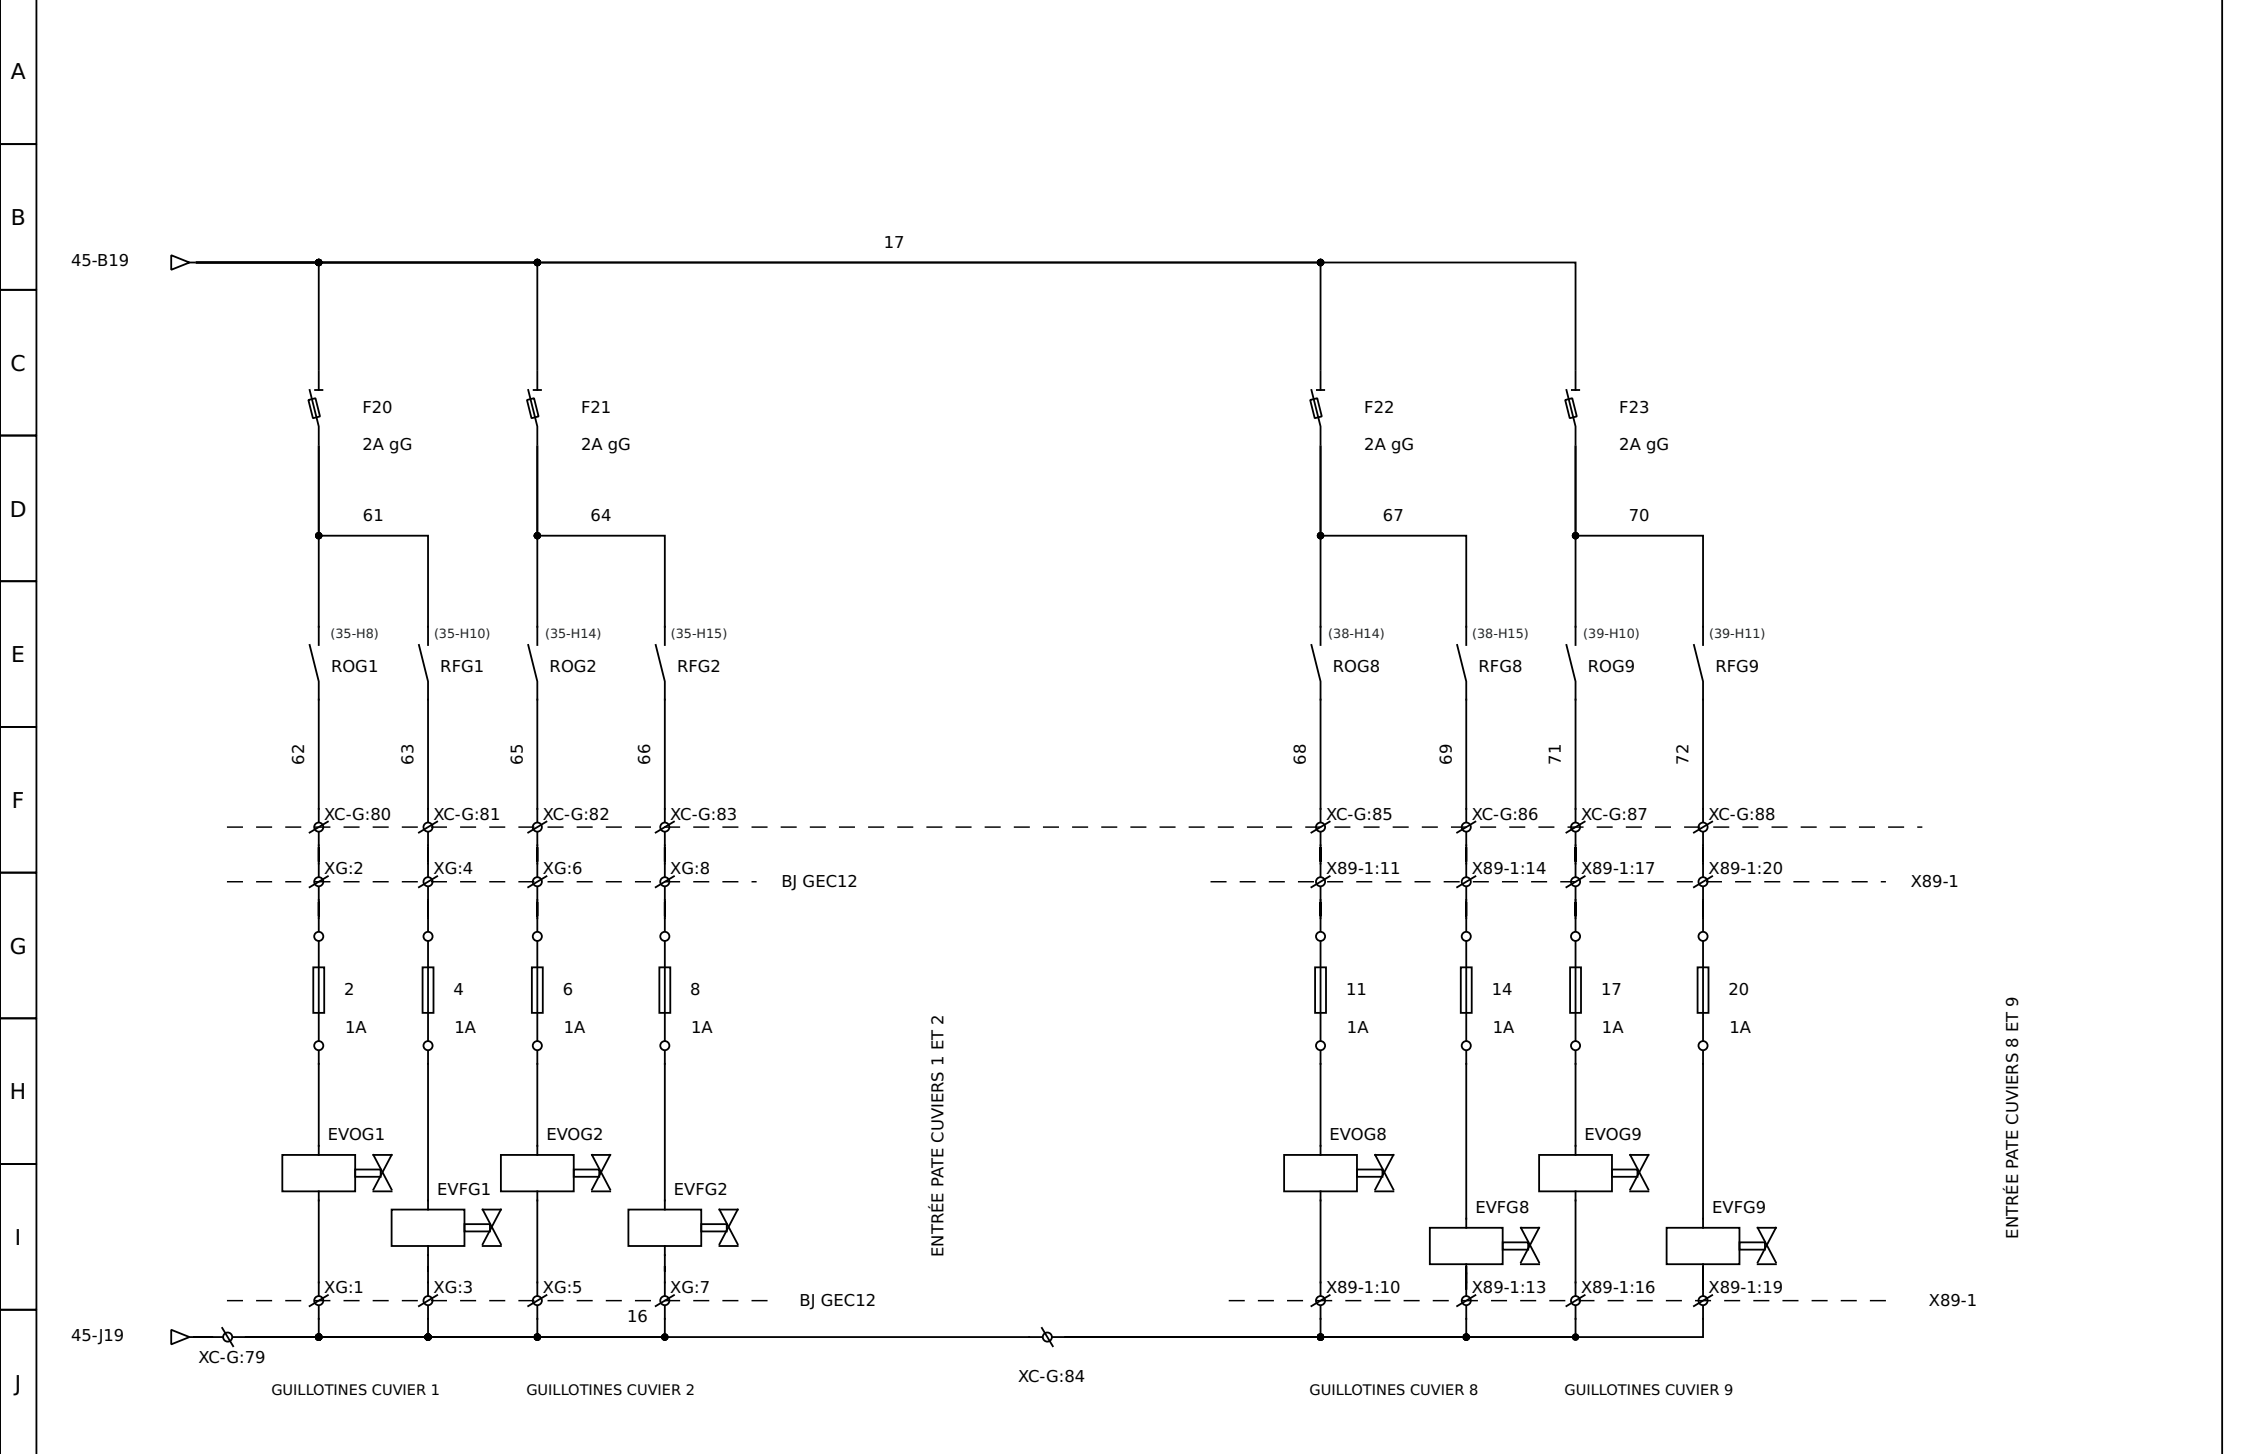 A
B
17
45-B19
C
F20
F21
F22
F23
2A gG
2A gG
2A gG
2A gG
D
61
64
67
70
(35-H8)
(35-H10)
(35-H14)
(35-H15)
(38-H14)
(38-H15)
(39-H10)
(39-H11)
E
ROG1
RFG1
ROG2
RFG2
ROG8
RFG8
ROG9
RFG9
62
63
65
66
68
69
71
72
F
XC-G:80
XC-G:81
XC-G:82
XC-G:83
XC-G:85
XC-G:86
XC-G:87
XC-G:88
XG:2
XG:4
XG:6
XG:8
BJ GEC12
X89-1:11
X89-1:14
X89-1:17
X89-1:20
X89-1
G
2
4
6
8
11
14
17
20
1A
1A
1A
1A
1A
1A
1A
1A
ENTRÉE PATE CUVIERS 1 ET 2
ENTRÉE PATE CUVIERS 8 ET 9
H
EVOG1
EVOG2
EVOG8
EVOG9
EVFG1
EVFG2
EVFG8
EVFG9
I
XG:1
XG:3
XG:5
XG:7
BJ GEC12
X89-1:10
X89-1:13
X89-1:16
X89-1:19
X89-1
16
45-J19
XC-G:79
XC-G:84
J
GUILLOTINES CUVIER 1
GUILLOTINES CUVIER 2
GUILLOTINES CUVIER 8
GUILLOTINES CUVIER 9